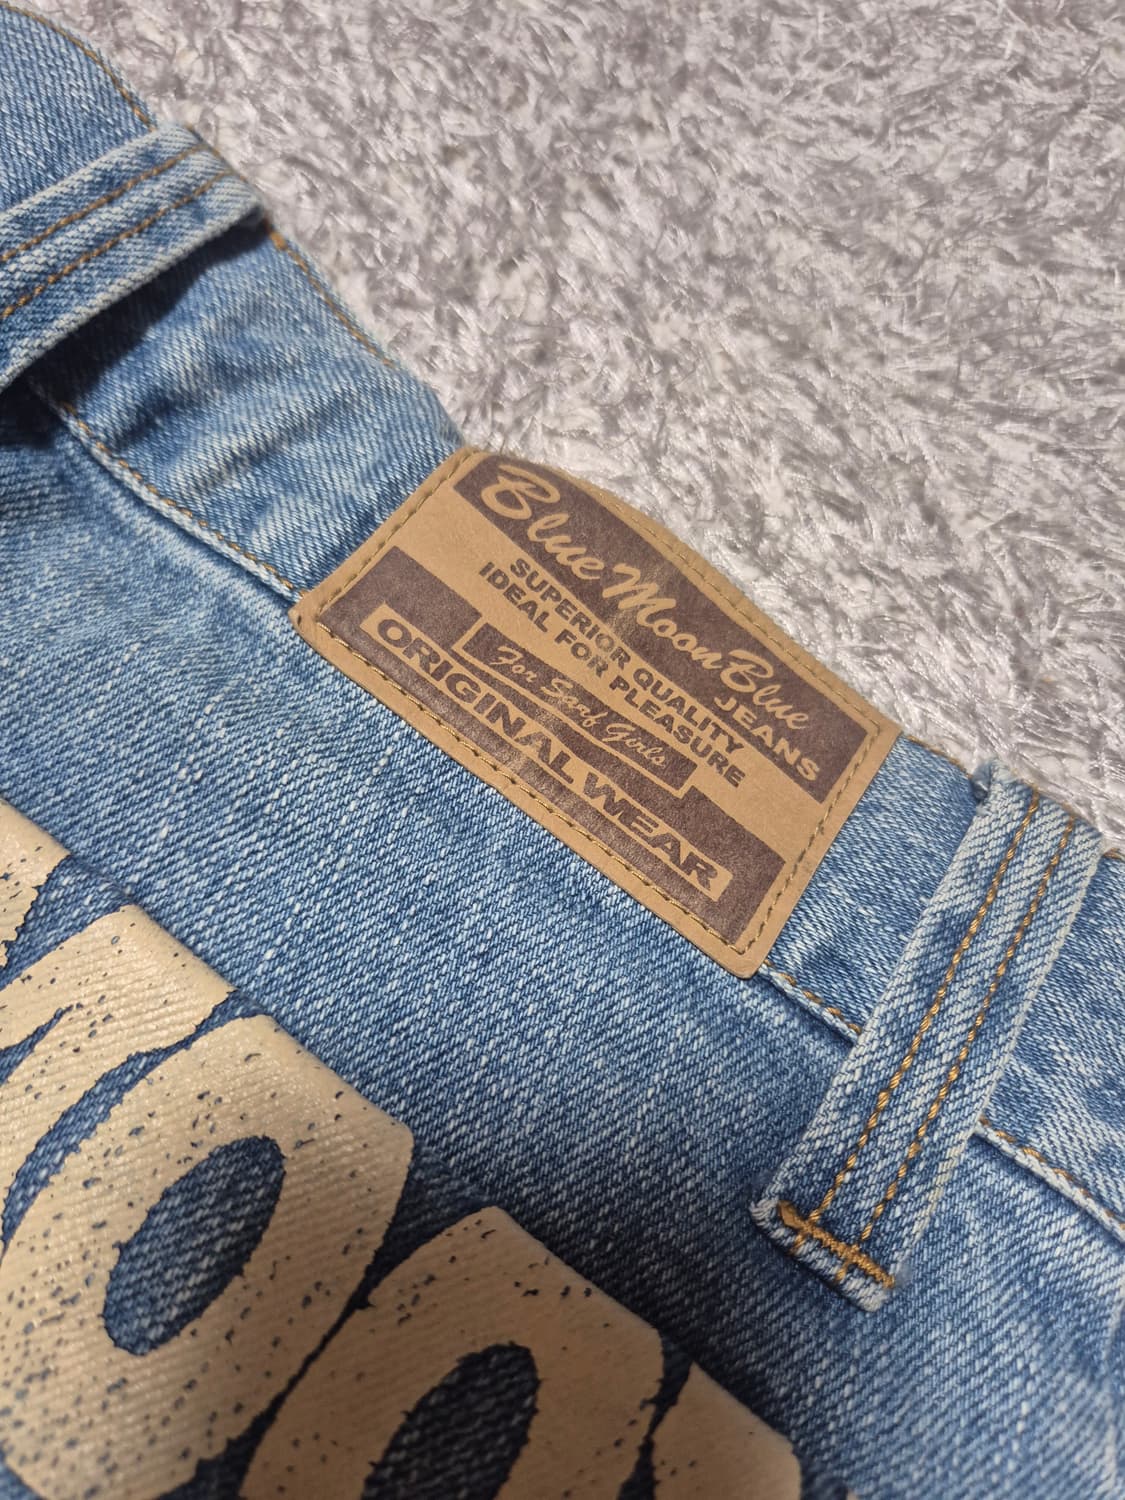 Blue Moon Blue
JEANS
SUPERIOR QUALITY
IDEAL FOR PLEASURE
For Surf Girls
ORIGINAL WEAR